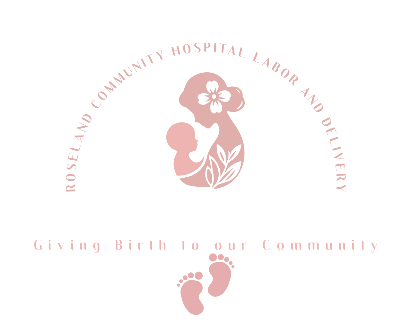 ROSELAND COMMUNITY HOSPITAL LABOR AND DELIVERY
Giving Birth to our Community